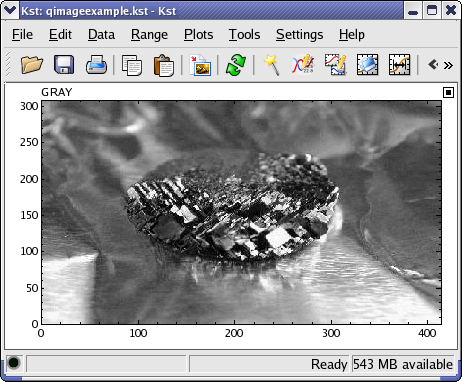 Kst: qimageexample.kst - Kst
File Edit Data Range Plots Tools Settings Help
GRAY
300
250
200
150
100
50
0
0 100 200 300 400
Ready 543 MB available